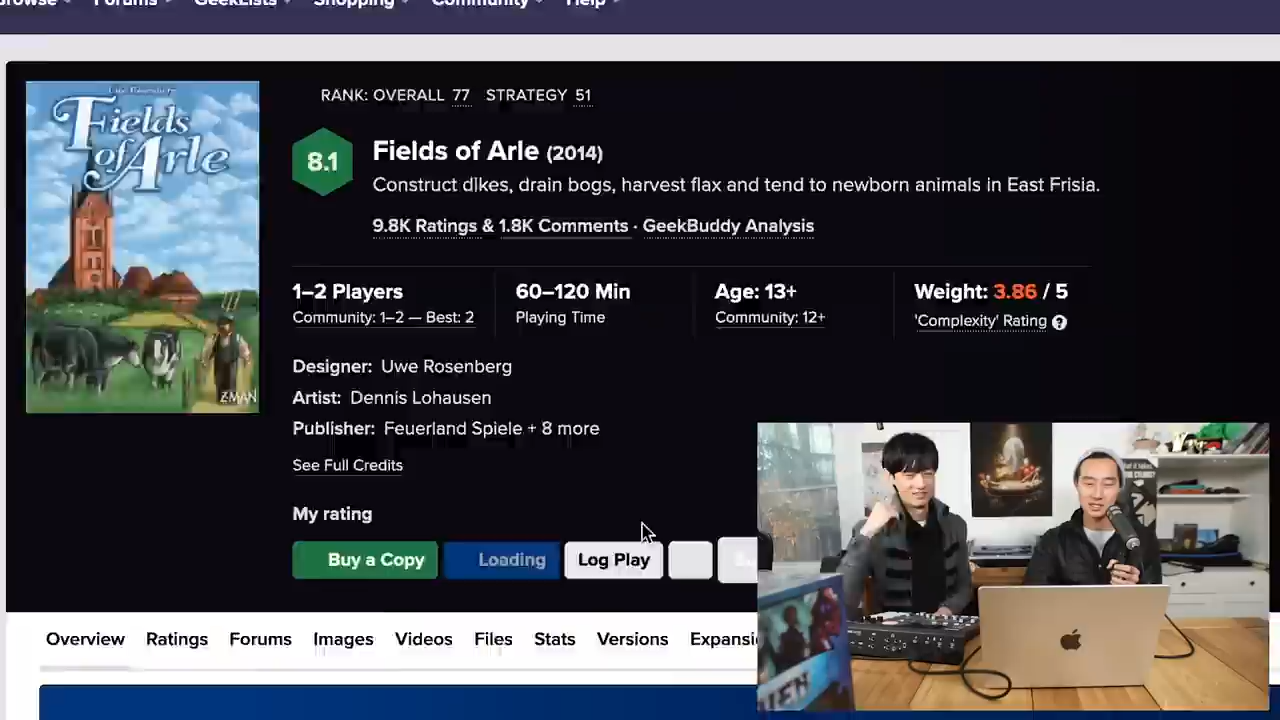 Browse Forums GeekLists Shopping Community Help
Uwe Rosenberg
Fields
of Arle
Z-MAN
RANK: OVERALL 77 STRATEGY 51
8.1
Fields of Arle (2014)
Construct dikes, drain bogs, harvest flax and tend to newborn animals in East Frisia.
9.8K Ratings & 1.8K Comments · GeekBuddy Analysis
1–2 Players 60–120 Min Age: 13+ Weight: 3.86 / 5
Community: 1–2 — Best: 2 Playing Time Community: 12+ 'Complexity' Rating ?
Designer: Uwe Rosenberg
Artist: Dennis Lohausen
Publisher: Feuerland Spiele + 8 more
See Full Credits
My rating
Buy a Copy Loading Log Play
Overview Ratings Forums Images Videos Files Stats Versions Expansi